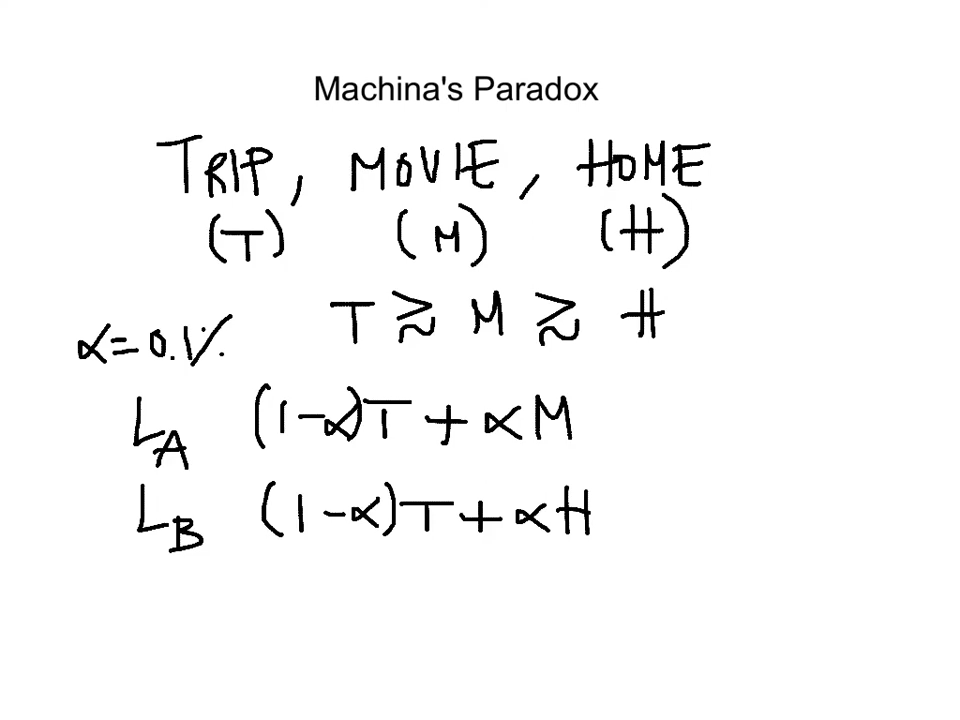 Machina's Paradox
TRIP, MOVIE, HOME
(T) (M) (H)
T ≿ M ≿ H
α=0.1%.
L_A (1-α)T + αM
L_B (1-α)T + αH